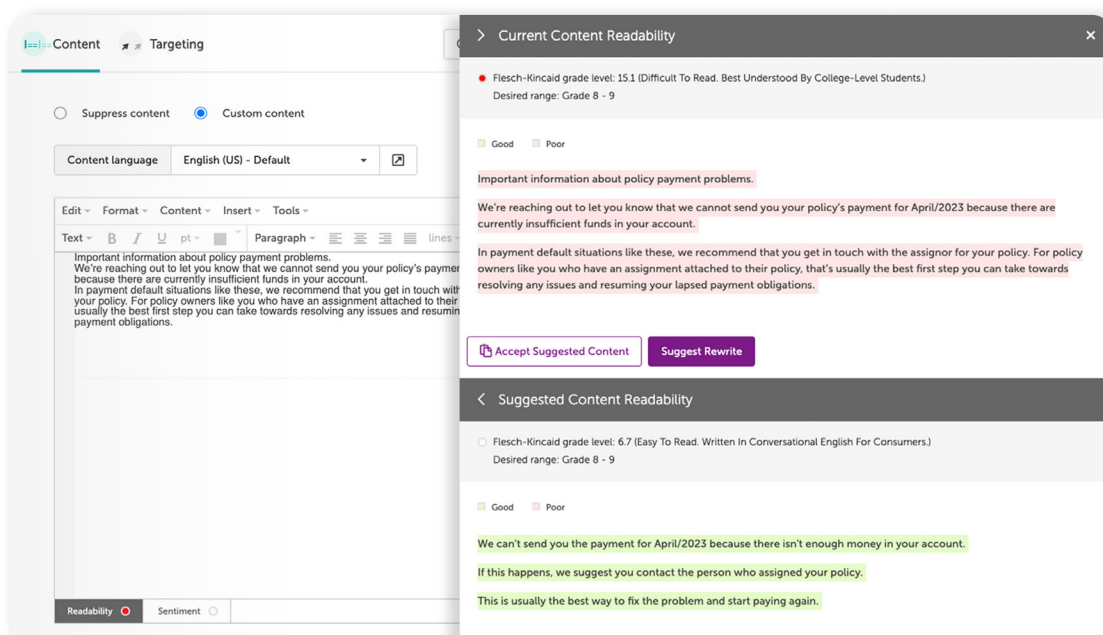 Content
Targeting
Suppress content
Custom content
Content language
English (US) - Default
Edit
Format
Content
Insert
Tools
Text
B
I
U
pt
Paragraph
lines
Important information about policy payment problems.
We're reaching out to let you know that we cannot send you your policy's paymen
because there are currently insufficient funds in your account.
In payment default situations like these, we recommend that you get in touch with
your policy. For policy owners like you who have an assignment attached to their
usually the best first step you can take towards resolving any issues and resumin
payment obligations.
Readability
Sentiment
Current Content Readability
Flesch-Kincaid grade level: 15.1 (Difficult To Read. Best Understood By College-Level Students.)
Desired range: Grade 8 - 9
Good
Poor
Important information about policy payment problems.
We're reaching out to let you know that we cannot send you your policy's payment for April/2023 because there are
currently insufficient funds in your account.
In payment default situations like these, we recommend that you get in touch with the assignor for your policy. For policy
owners like you who have an assignment attached to their policy, that's usually the best first step you can take towards
resolving any issues and resuming your lapsed payment obligations.
Accept Suggested Content
Suggest Rewrite
Suggested Content Readability
Flesch-Kincaid grade level: 6.7 (Easy To Read. Written In Conversational English For Consumers.)
Desired range: Grade 8 - 9
Good
Poor
We can't send you the payment for April/2023 because there isn't enough money in your account.
If this happens, we suggest you contact the person who assigned your policy.
This is usually the best way to fix the problem and start paying again.